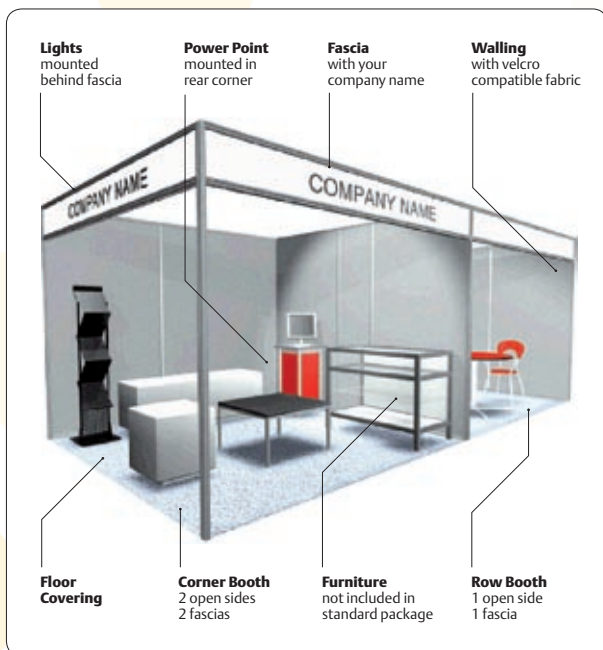 Lights
mounted
behind fascia
Power Point
mounted in
rear corner
Fascia
with your
company name
Walling
with velcro
compatible fabric
COMPANY NAME
COMPANY NAME
Floor
Covering
Corner Booth
2 open sides
2 fascias
Furniture
not included in
standard package
Row Booth
1 open side
1 fascia